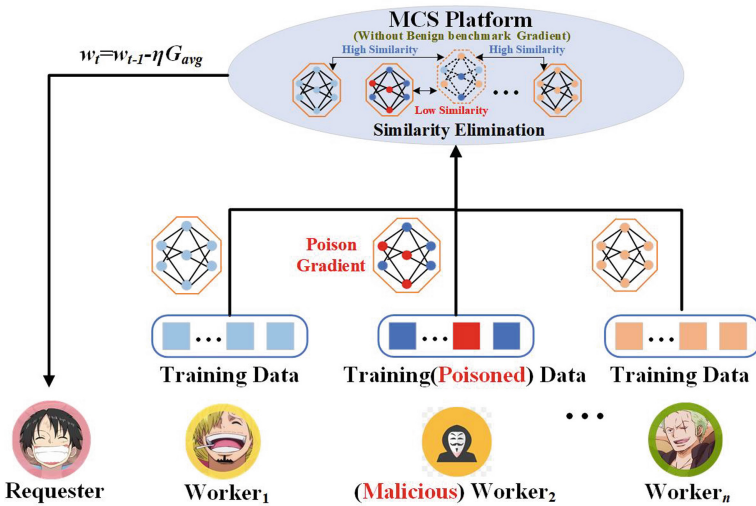 MCS Platform
(Without Benign benchmark Gradient)
High Similarity
High Similarity
Low Similarity
...
Similarity Elimination
wₜ=wₜ₋₁-ηGₐᵥg
Poison
Gradient
...
...
...
Training Data
Training(Poisoned) Data
Training Data
...
Requester
Worker₁
(Malicious) Worker₂
Workerₙ